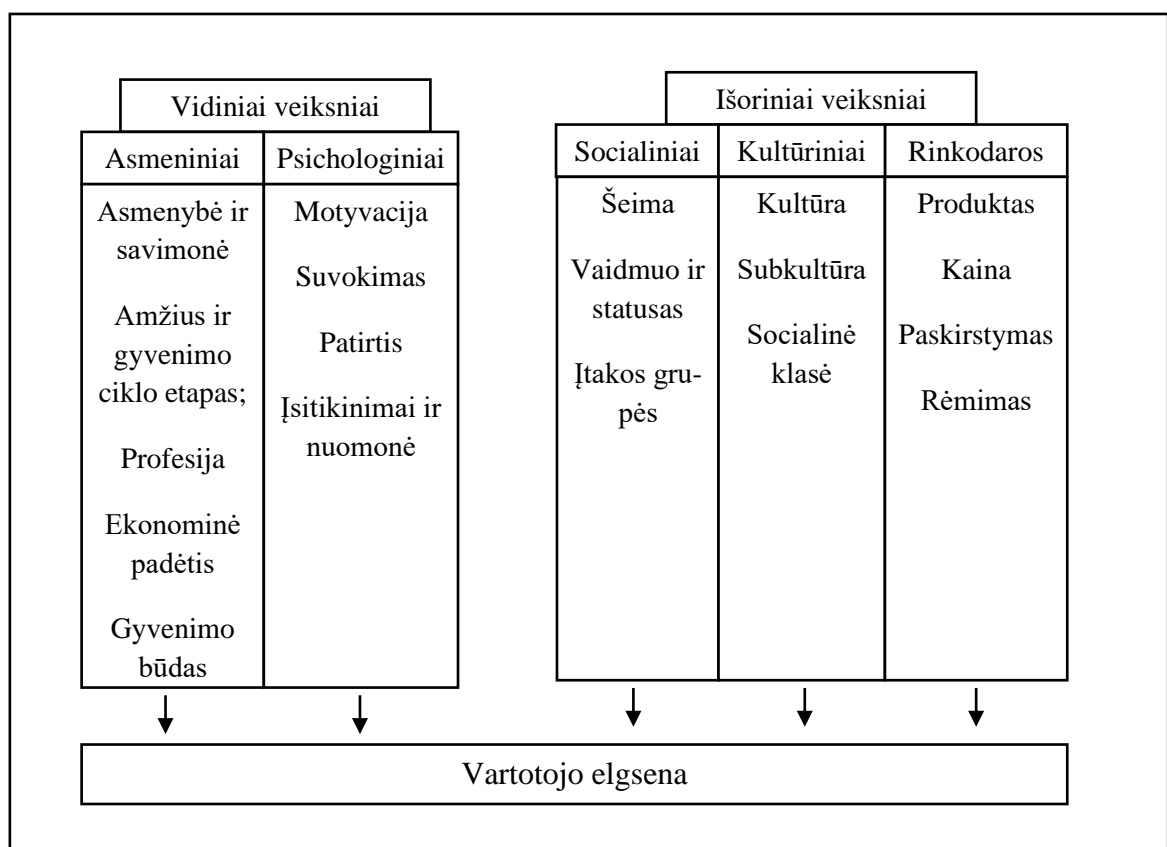 Vidiniai veiksniai
Asmeniniai
Psichologiniai
Asmenybė ir
savimonė
Amžius ir
gyvenimo
ciklo etapas;
Profesija
Ekonominė
padėtis
Gyvenimo
būdas
Motyvacija
Suvokimas
Patirtis
Įsitikinimai ir
nuomonė
Išoriniai veiksniai
Socialiniai
Kultūriniai
Rinkodaros
Šeima
Vaidmuo ir
statusas
Įtakos gru-
pės
Kultūra
Subkultūra
Socialinė
klasė
Produktas
Kaina
Paskirstymas
Rėmimas
Vartotojo elgsena